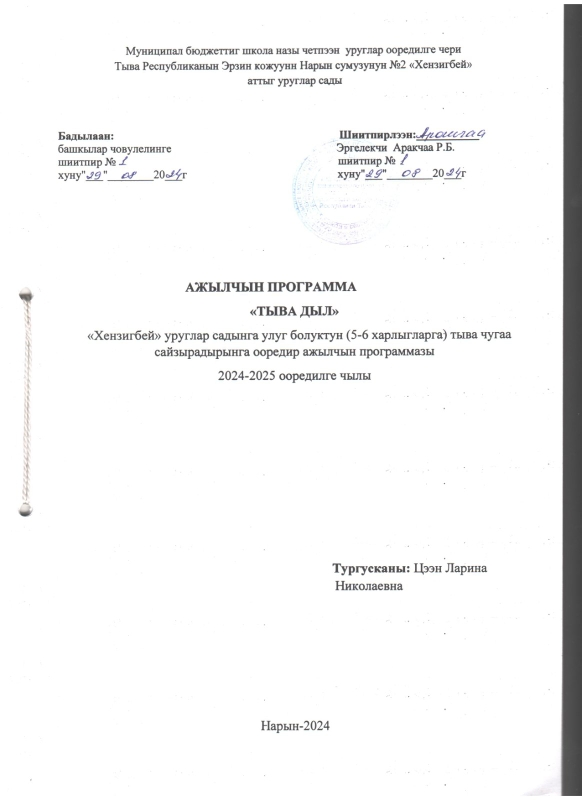 Муниципал бюджеттиг школа назы четпээн уруглар ооредилге чери
Тыва Республиканын Эрзин кожуунн Нарын сумузунун №2 «Хензигбей»
аттыг уруглар сады
Бадылаан:
башкылар човулелинге
шиитпир № 1
хуну"29" 08 2024г
Шиитпирлээн:
Эргелекчи Аракчаа Р.Б.
шиитпир № 1
хуну"29" 08 2024г
АЖЫЛЧЫН ПРОГРАММА
«ТЫВА ДЫЛ»
«Хензигбей» уруглар садынга улуг болуктун (5-6 харлыгларга) тыва чугаа
сайзырадырынга ооредир ажылчын программазы
2024-2025 ооредилге чылы
Тургусканы: Цээн Ларина
Николаевна
Нарын-2024